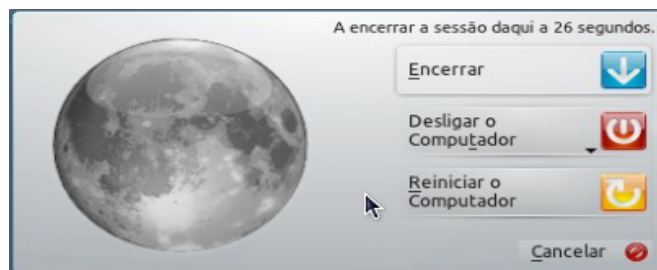 A encerrar a sessão daqui a 26 segundos.
Encerrar
Desligar o
Computador
Reiniciar o
Computador
Cancelar